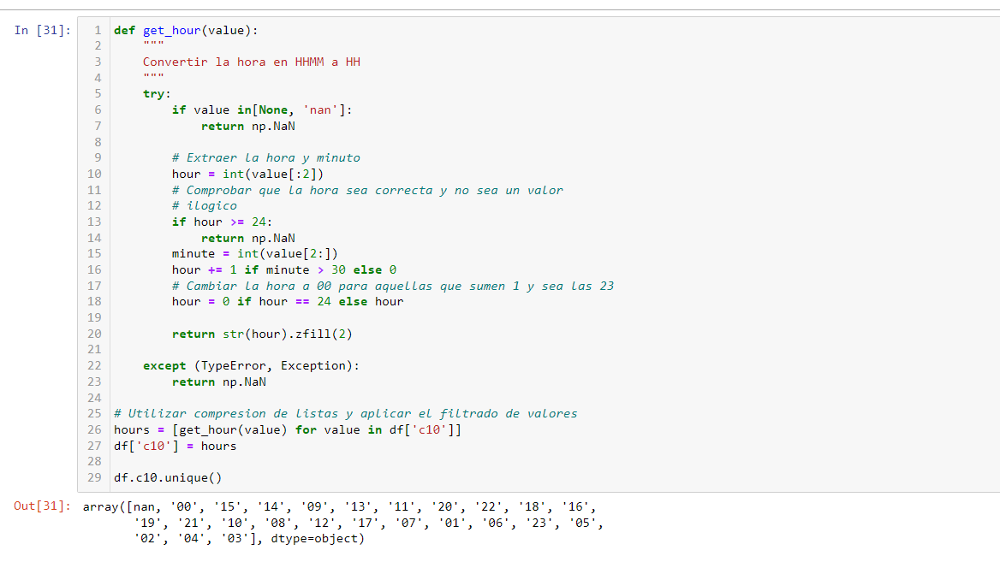 In [31]:
1 def get_hour(value):
2     """
3     Convertir la hora en HHMM a HH
4     """
5     try:
6         if value in[None, 'nan']:
7             return np.NaN
8
9         # Extraer la hora y minuto
10         hour = int(value[:2])
11         # Comprobar que la hora sea correcta y no sea un valor
12         # ilogico
13         if hour >= 24:
14             return np.NaN
15         minute = int(value[2:])
16         hour += 1 if minute > 30 else 0
17         # Cambiar la hora a 00 para aquellas que sumen 1 y sea las 23
18         hour = 0 if hour == 24 else hour
19
20         return str(hour).zfill(2)
21
22     except (TypeError, Exception):
23         return np.NaN
24
25 # Utilizar compresion de listas y aplicar el filtrado de valores
26 hours = [get_hour(value) for value in df['c10']]
27 df['c10'] = hours
28
29 df.c10.unique()
Out[31]: array([nan, '00', '15', '14', '09', '13', '11', '20', '22', '18', '16',
'19', '21', '10', '08', '12', '17', '07', '01', '06', '23', '05',
'02', '04', '03'], dtype=object)